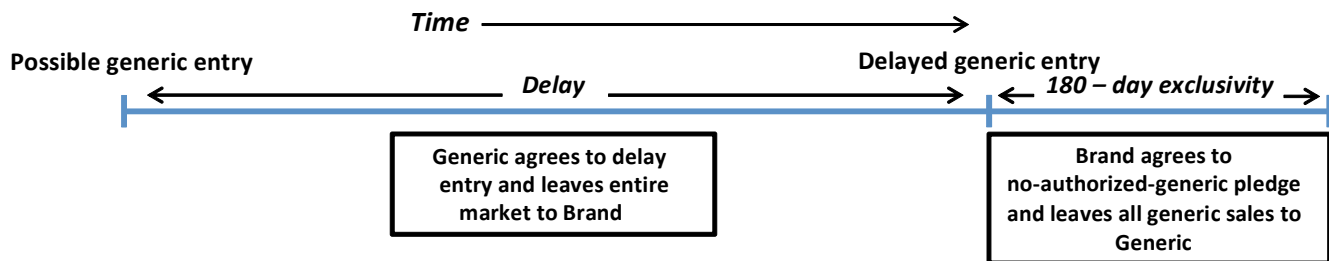 Time
Possible generic entry
Delayed generic entry
Delay
180 – day exclusivity
Generic agrees to delay
entry and leaves entire
market to Brand
Brand agrees to
no-authorized-generic pledge
and leaves all generic sales to
Generic